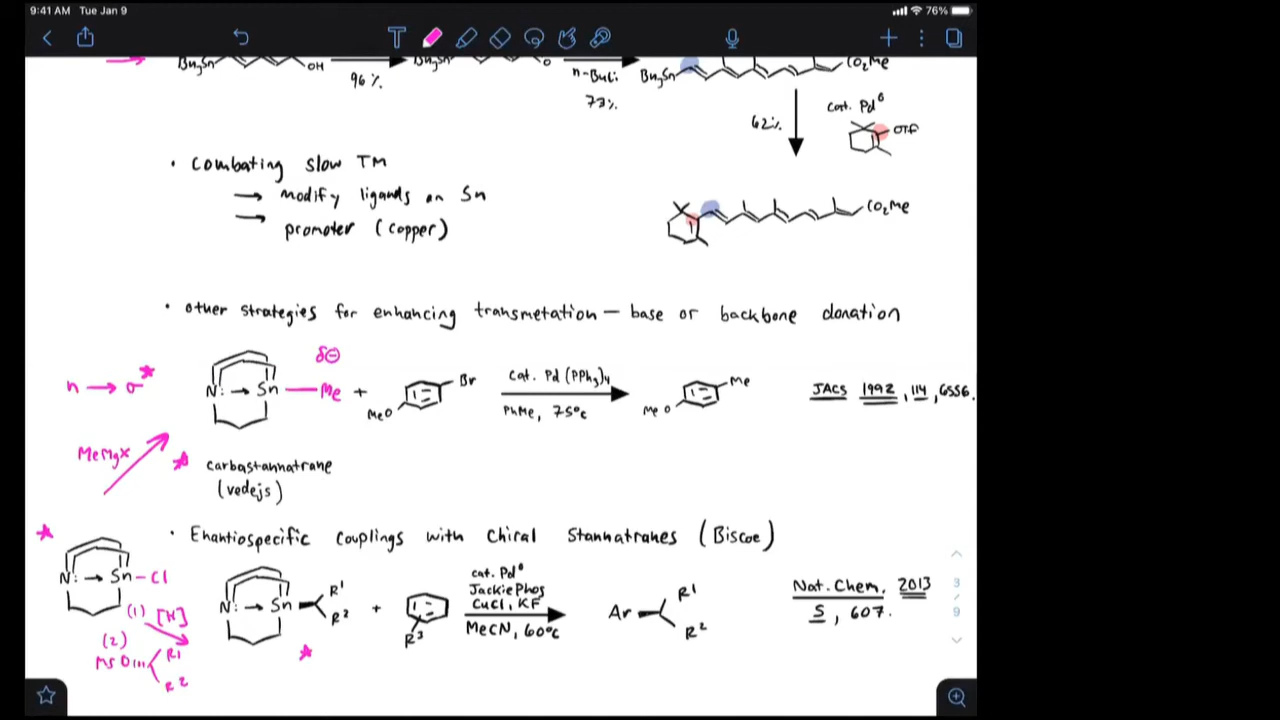 9:41 AM Tue Jan 9
76%
Bu3Sn OH
96 %
Bu3Sn O
n-BuLi
73%
Bu3Sn CO2Me
62%
cat. Pd0
OTf
CO2Me
• Combating slow TM
→ modify ligands on Sn
→ promoter (copper)
• other strategies for enhancing transmetation — base or backbone donation
n → σ*
N: → Sn — Me
δ⊖
+
MeO Br
cat. Pd(PPh3)4
PhMe, 75°c
MeO Me
JACS 1992, 114, 6556.
MeMgX
carbastannatrane
(vedejs)
• Enantiospecific Couplings with Chiral Stannatranes (Biscoe)
N: → Sn – Cl
(1) [H]
(2)
MsO R1
R2
N: → Sn R1
R2
+
R3
cat. Pd0
JackiePhos
CuCl, KF
MeCN, 60°c
Ar R1
R2
Nat. Chem. 2013
5, 607.
3
/
9